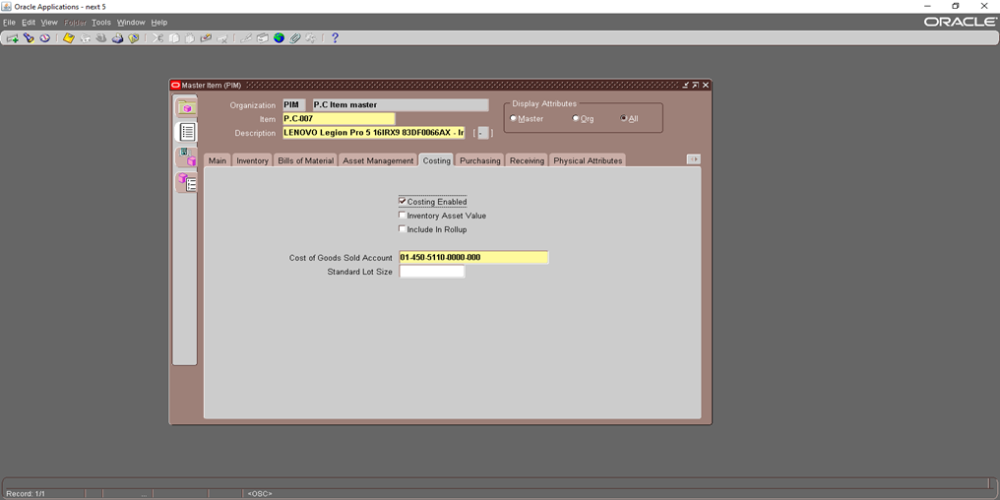 Oracle Applications - next 5
File Edit View Folder Tools Window Help
ORACLE
Master Item (PIM)
Organization PIM P.C Item master
Item P.C-007
Description LENOVO Legion Pro 5 16IRX9 83DF0066AX - Ir [ - ]
Display Attributes
Master Org All
Main Inventory Bills of Material Asset Management Costing Purchasing Receiving Physical Attributes
Costing Enabled
Inventory Asset Value
Include In Rollup
Cost of Goods Sold Account 01-450-5110-0000-000
Standard Lot Size
Record: 1/1 ... <OSC>